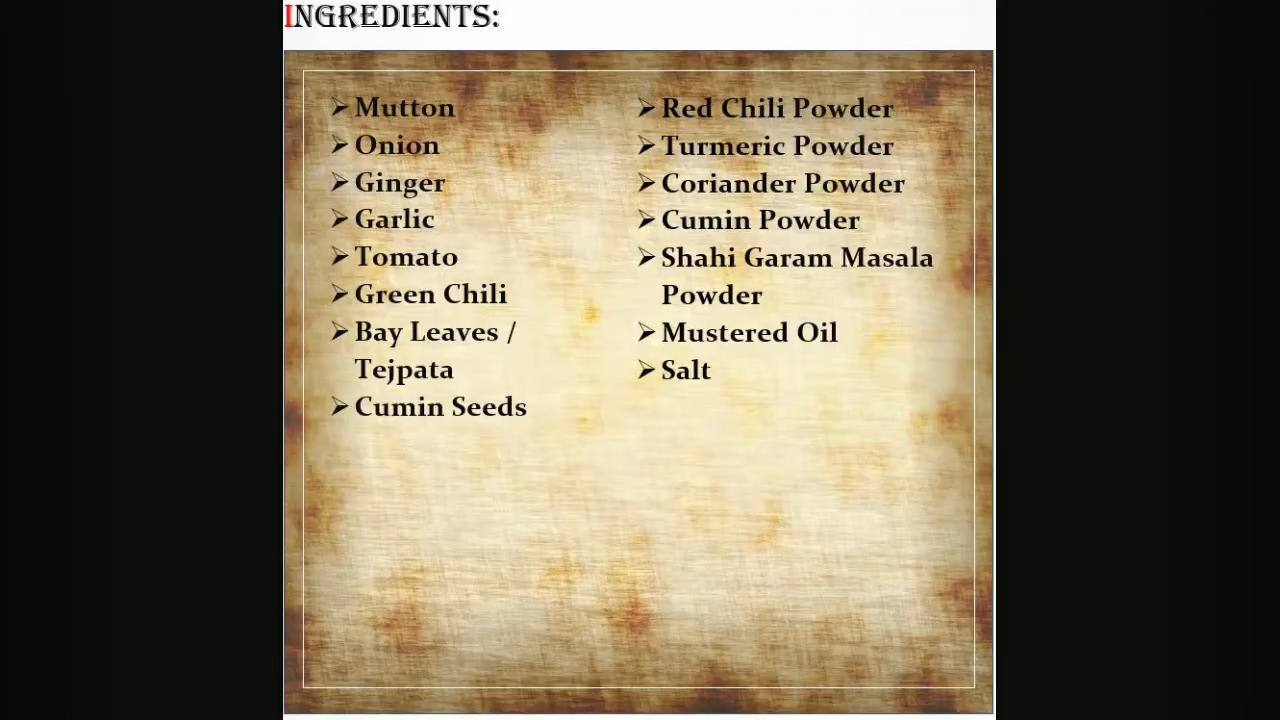 INGREDIENTS:
➢ Mutton
➢ Onion
➢ Ginger
➢ Garlic
➢ Tomato
➢ Green Chili
➢ Bay Leaves /
Tejpata
➢ Cumin Seeds
➢ Red Chili Powder
➢ Turmeric Powder
➢ Coriander Powder
➢ Cumin Powder
➢ Shahi Garam Masala
Powder
➢ Mustered Oil
➢ Salt